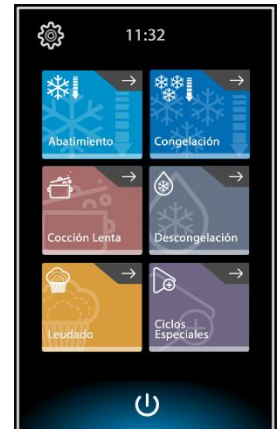 11:32
Abatimiento
Congelación
Cocción Lenta
Descongelación
Leudado
Ciclos
Especiales